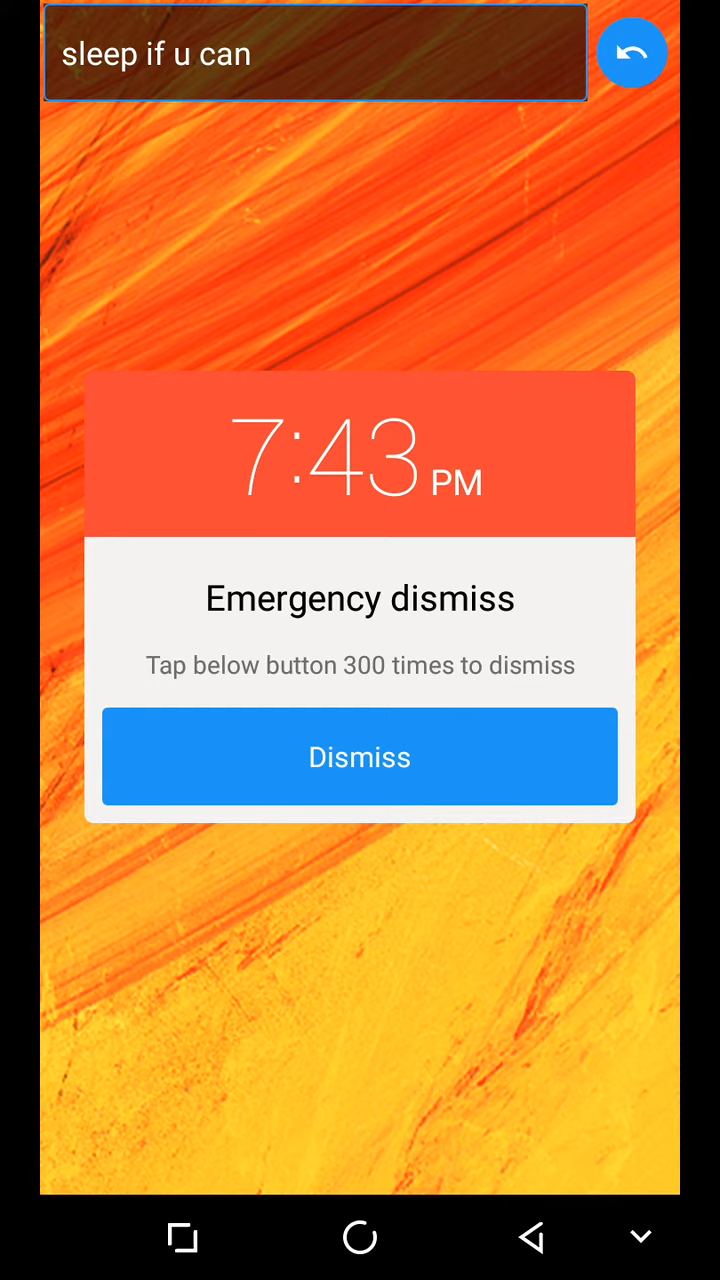 sleep if u can
7:43 PM
Emergency dismiss
Tap below button 300 times to dismiss
Dismiss